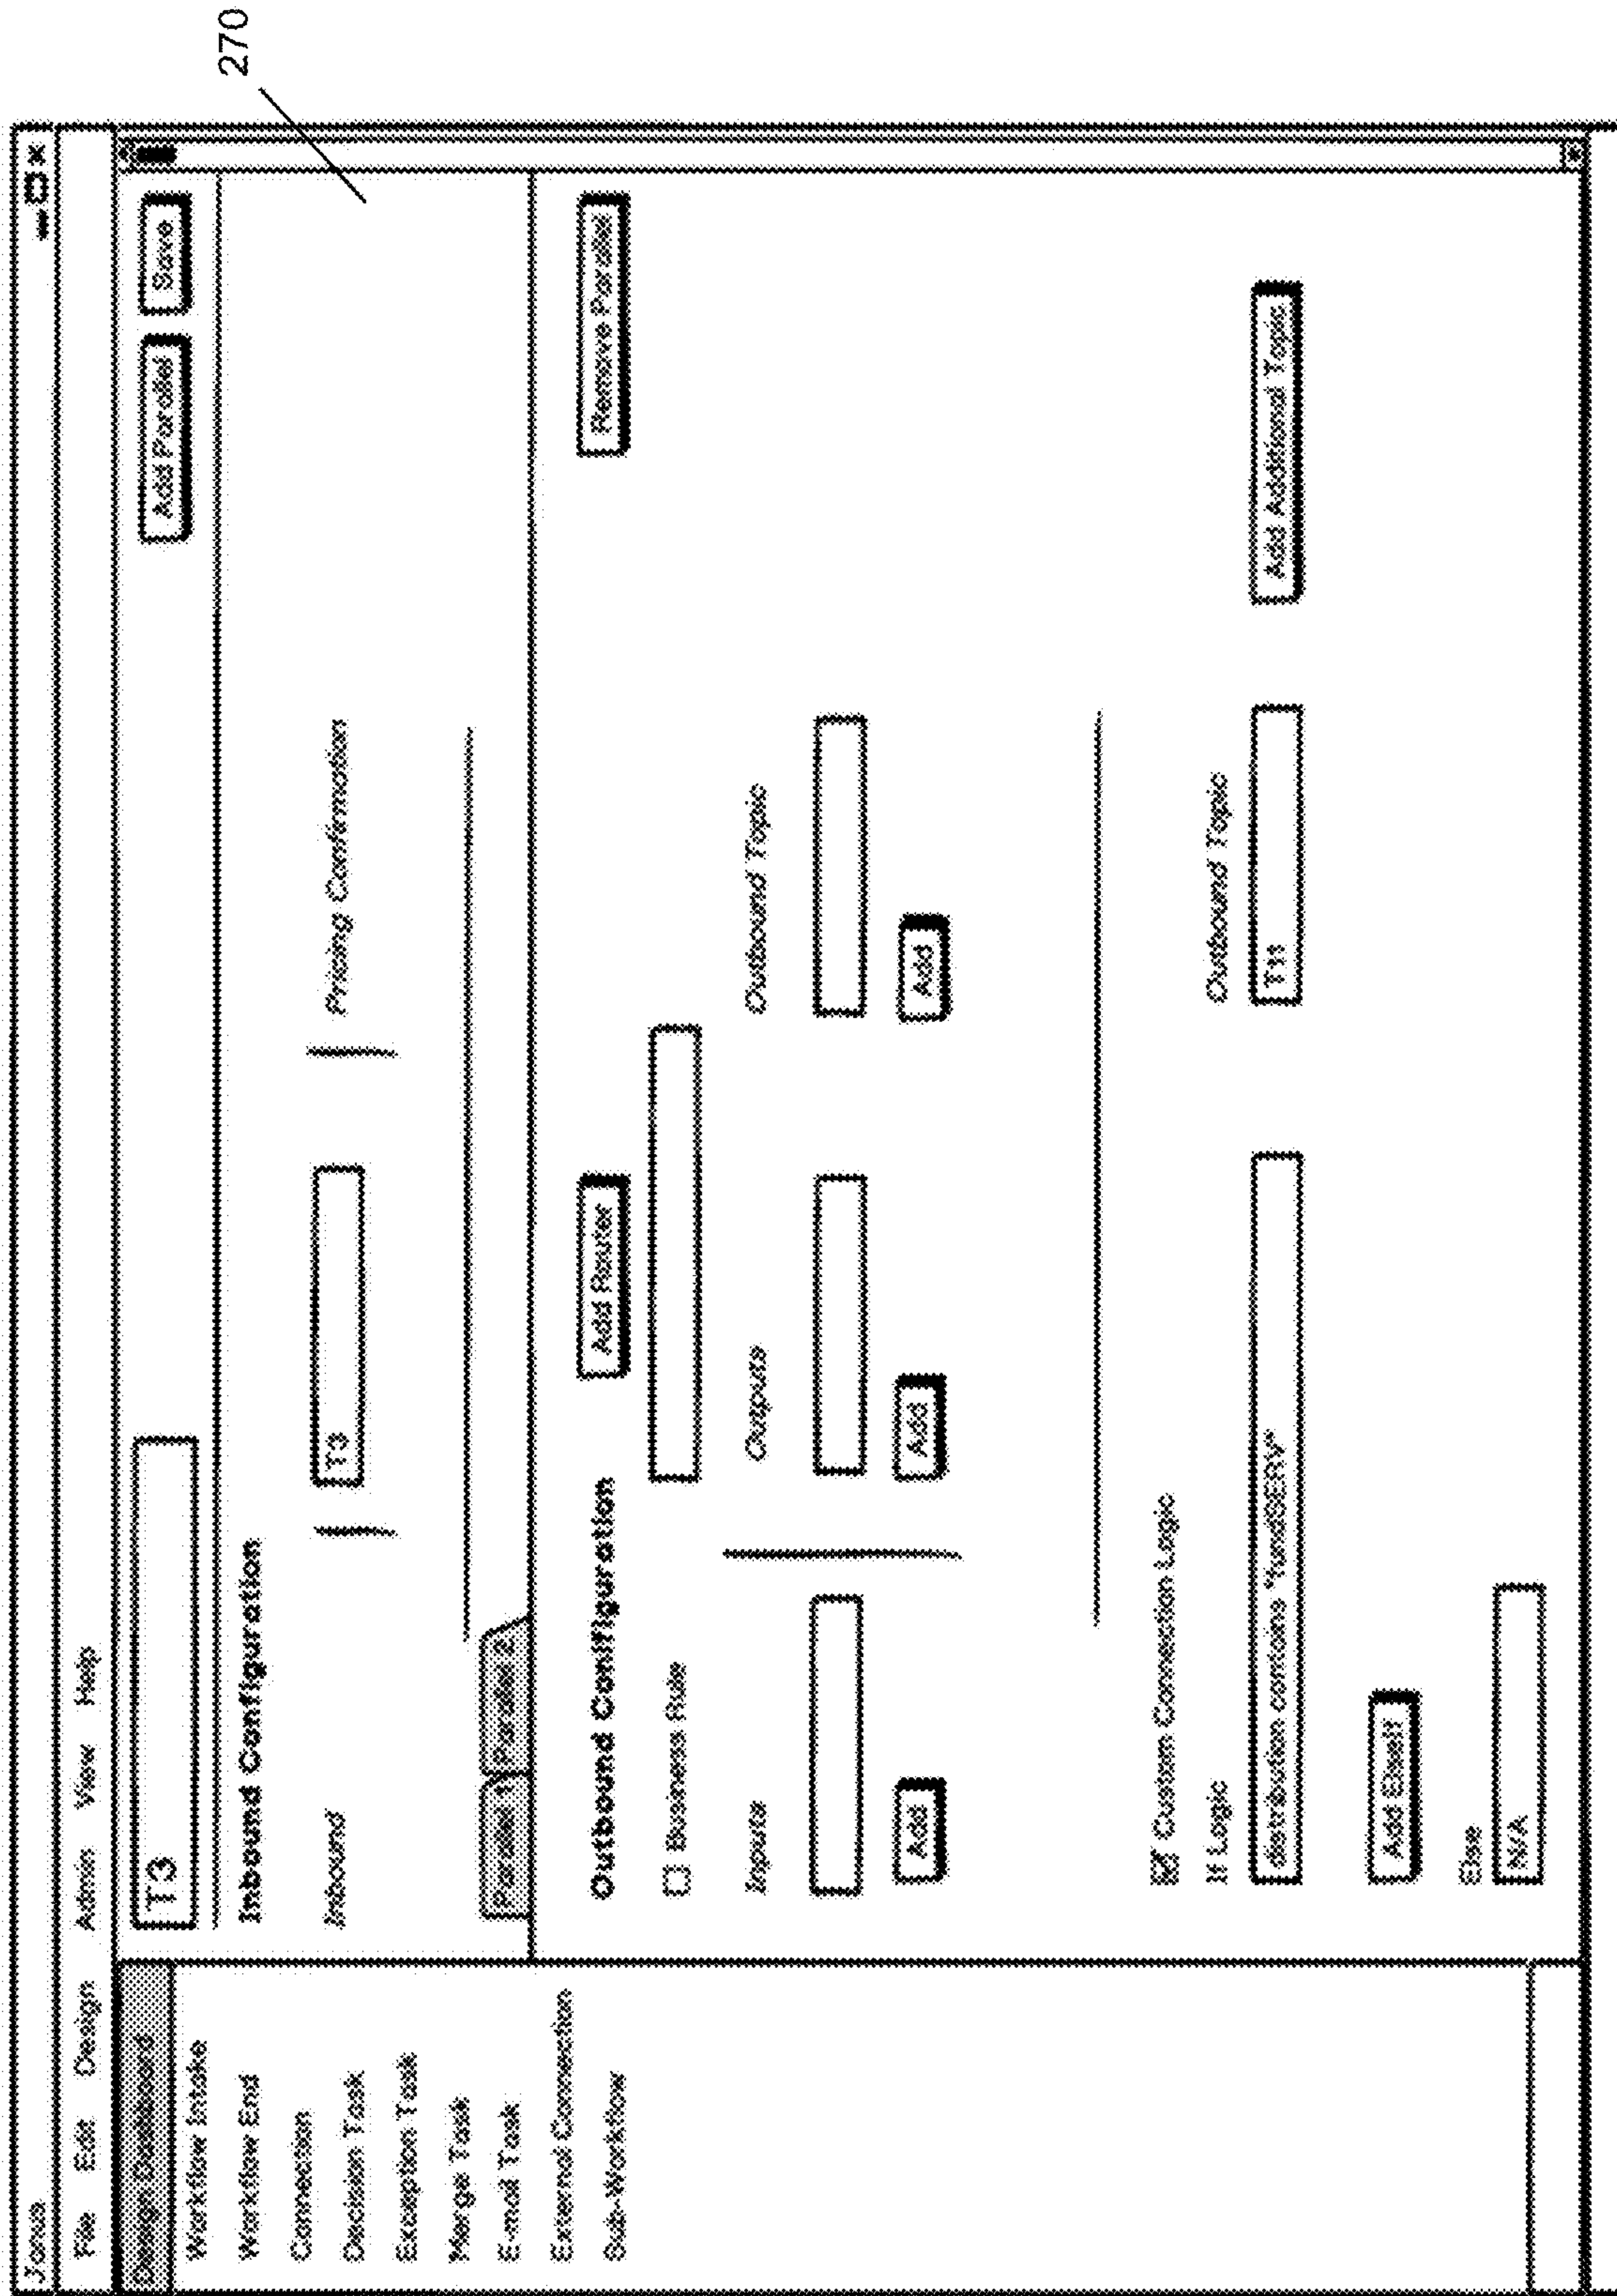 270
Janus
File Edit Design Admin View Help
Design Dashboard
Workflow Intake
Workflow End
Connection
Decision Task
Exception Task
Merge Task
E-mail Task
External Connection
Sub-Workflow
T3
Add Parallel Save
Inbound Configuration
Inbound T3 Pricing Confirmation
Parallel 1 Parallel 2
Outbound Configuration Add Router Remove Parallel
Business Rule
Inputs Outputs Outbound Topic
Add Add Add
Custom Connection Logic
If Logic Outbound Topic
distribution contains "fundSERV" T11 Add Additional Topic
Add ElseIf
Else
N/A